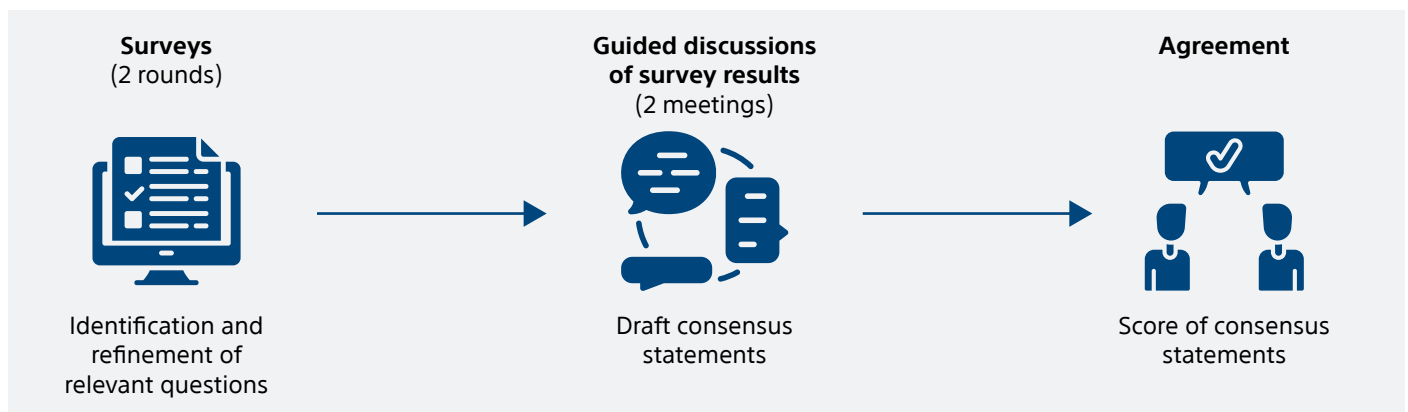 Surveys
(2 rounds)
Identification and
refinement of
relevant questions
Guided discussions
of survey results
(2 meetings)
Draft consensus
statements
Agreement
Score of consensus
statements